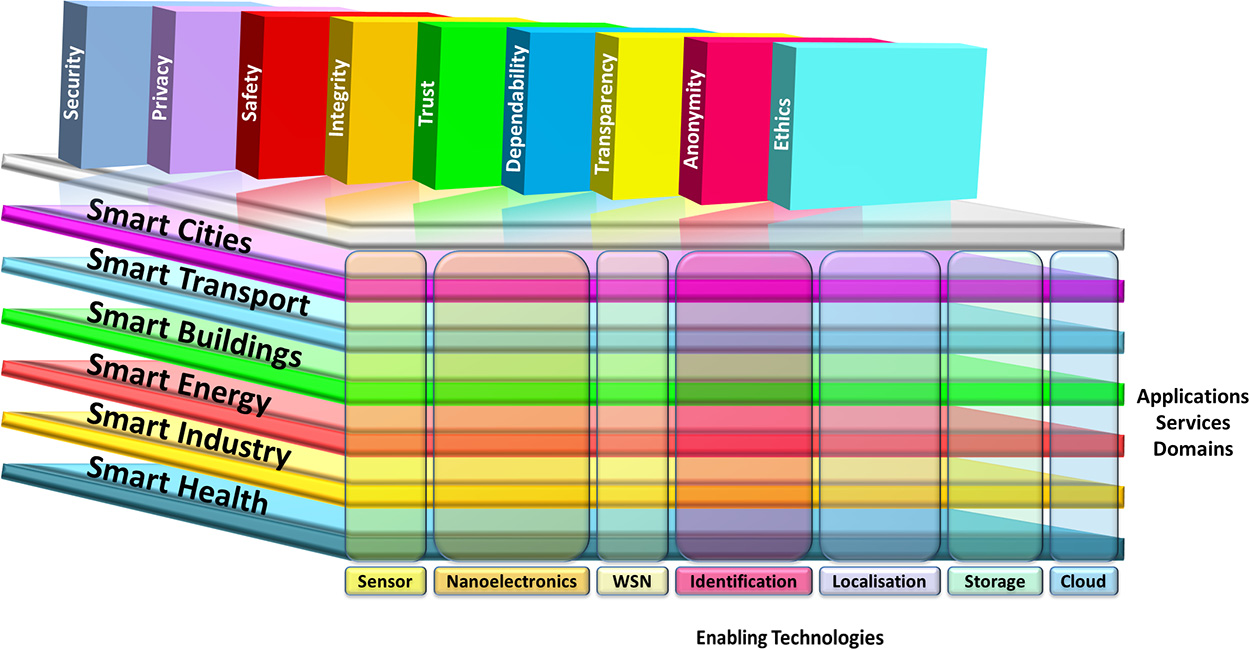 Security
Privacy
Safety
Integrity
Trust
Dependability
Transparency
Anonymity
Ethics
Smart Cities
Smart Transport
Smart Buildings
Smart Energy
Smart Industry
Smart Health
Applications
Services
Domains
Sensor
Nanoelectronics
WSN
Identification
Localisation
Storage
Cloud
Enabling Technologies